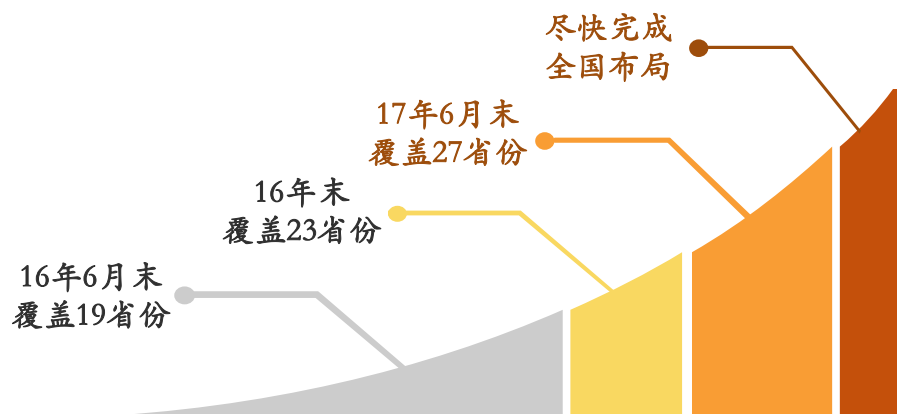 尽快完成
全国布局
17年6月末
覆盖27省份
16年末
覆盖23省份
16年6月末
覆盖19省份